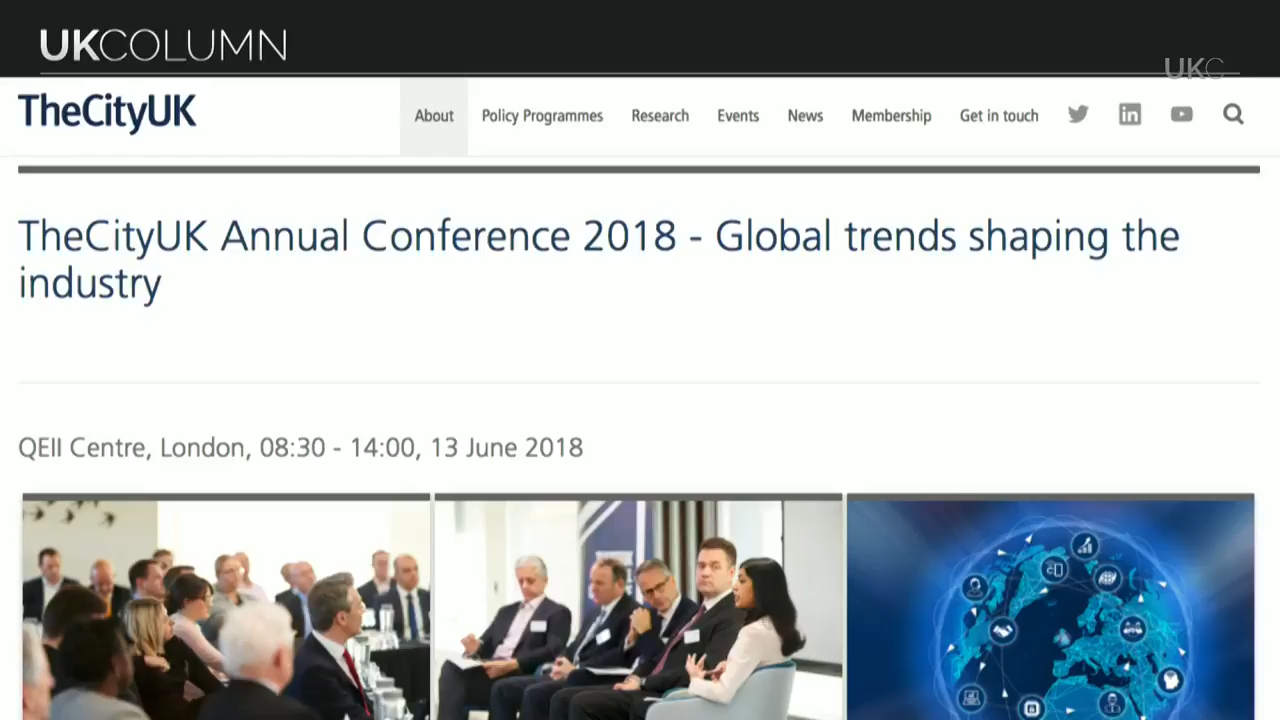 UKCOLUMN
UKC
TheCityUK
About Policy Programmes Research Events News Membership Get in touch
TheCityUK Annual Conference 2018 - Global trends shaping the
industry
QEII Centre, London, 08:30 - 14:00, 13 June 2018